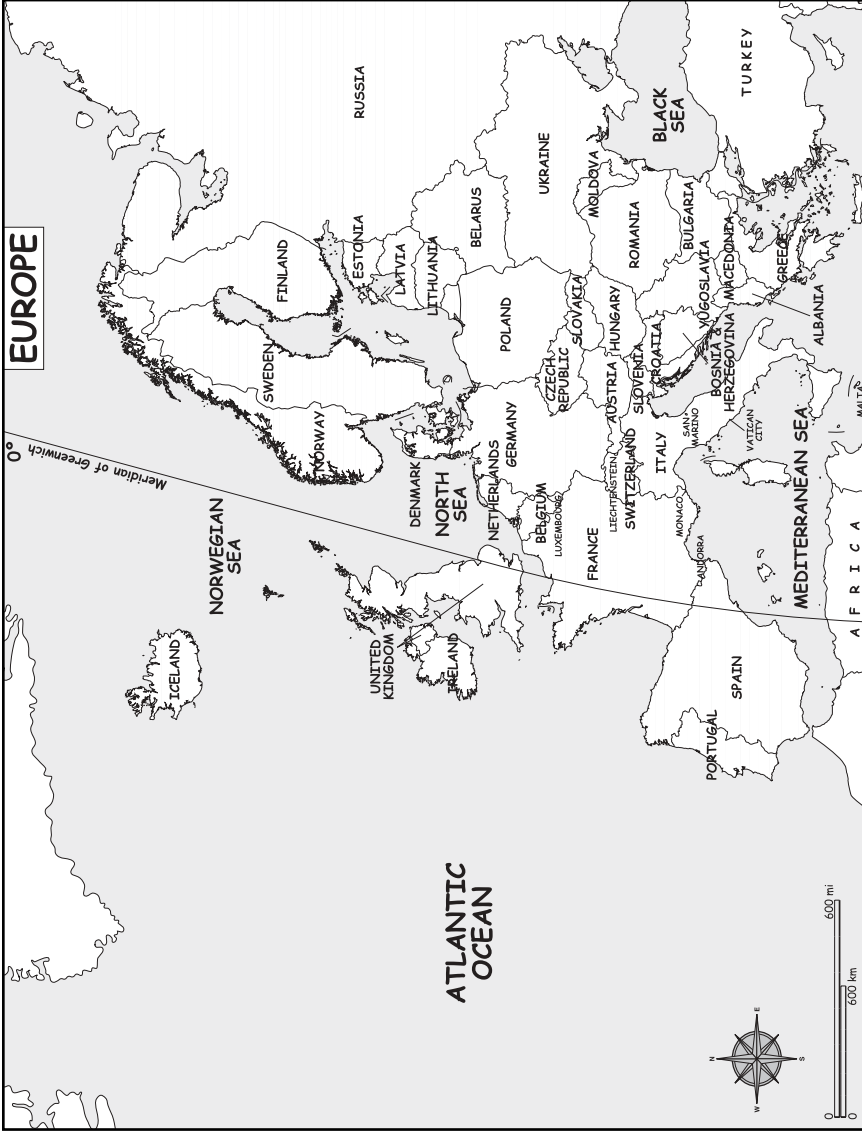 EUROPE
0°
Meridian of Greenwich
NORWEGIAN
SEA
ICELAND
SWEDEN
FINLAND
NORWAY
RUSSIA
ESTONIA
LATVIA
LITHUANIA
DENMARK
NORTH
SEA
UNITED
KINGDOM
IRELAND
NETHERLANDS
BELGIUM
LUXEMBOURG
GERMANY
POLAND
BELARUS
UKRAINE
CZECH
REPUBLIC
SLOVAKIA
MOLDOVA
FRANCE
LIECHTENSTEIN
SWITZERLAND
AUSTRIA
HUNGARY
ROMANIA
SLOVENIA
CROATIA
ITALY
MONACO
SAN
MARINO
ANDORRA
BOSNIA &
HERZEGOVINA
YUGOSLAVIA
BULGARIA
MACEDONIA
BLACK
SEA
TURKEY
VATICAN
CITY
ALBANIA
GREECE
PORTUGAL
SPAIN
MEDITERRANEAN SEA
MALTA
AFRICA
ATLANTIC
OCEAN
N
W
E
S
0
600 mi
0
600 km